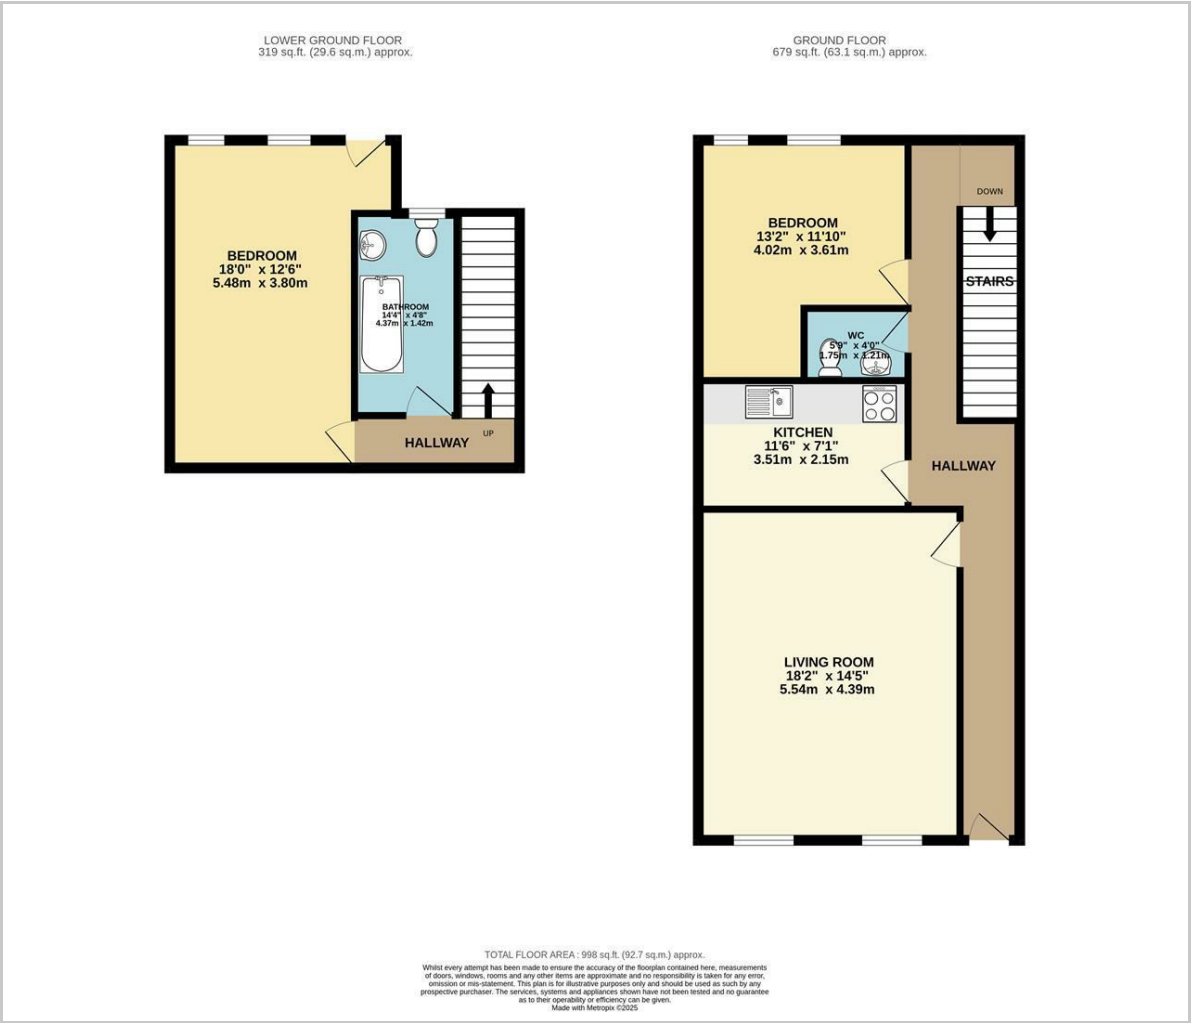 LOWER GROUND FLOOR
319 sq.ft. (29.6 sq.m.) approx.
GROUND FLOOR
679 sq.ft. (63.1 sq.m.) approx.
BEDROOM
18'0" x 12'6"
5.48m x 3.80m
BATHROOM
14'4" x 4'8"
4.37m x 1.42m
UP
HALLWAY
DOWN
BEDROOM
13'2" x 11'10"
4.02m x 3.61m
STAIRS
WC
5'9" x 4'0"
1.75m x 1.21m
KITCHEN
11'6" x 7'1"
3.51m x 2.15m
HALLWAY
LIVING ROOM
18'2" x 14'5"
5.54m x 4.39m
TOTAL FLOOR AREA : 998 sq.ft. (92.7 sq.m.) approx.
Whilst every attempt has been made to ensure the accuracy of the floorplan contained here, measurements
of doors, windows, rooms and any other items are approximate and no responsibility is taken for any error,
omission or mis-statement. This plan is for illustrative purposes only and should be used as such by any
prospective purchaser. The services, systems and appliances shown have not been tested and no guarantee
as to their operability or efficiency can be given.
Made with Metropix ©2025